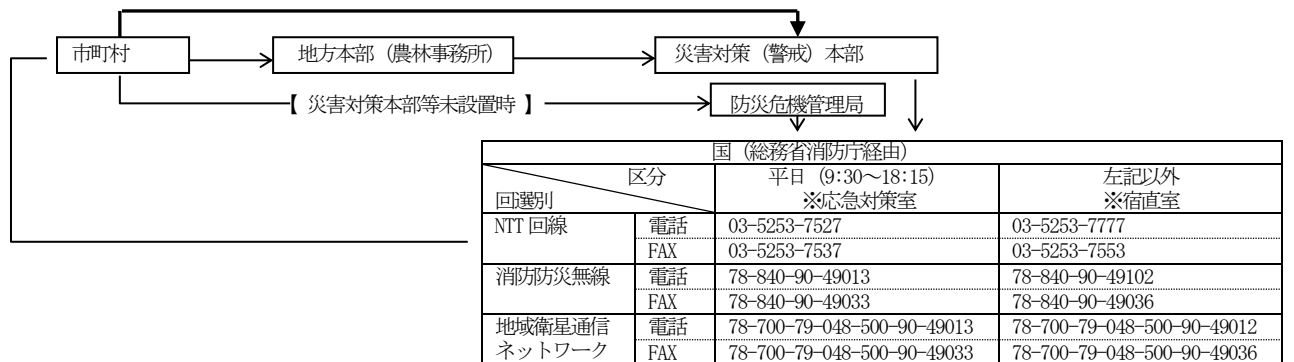 市町村 地方本部（農林事務所） 災害対策（警戒）本部
【 災害対策本部等未設置時 】 防災危機管理局
国（総務省消防庁経由）
区分 平日（9:30～18:15） 左記以外
回選別 ※応急対策室 ※宿直室
NTT 回線 電話 03-5253-7527 03-5253-7777
FAX 03-5253-7537 03-5253-7553
消防防災無線 電話 78-840-90-49013 78-840-90-49102
FAX 78-840-90-49033 78-840-90-49036
地域衛星通信 電話 78-700-79-048-500-90-49013 78-700-79-048-500-90-49012
ネットワーク FAX 78-700-79-048-500-90-49033 78-700-79-048-500-90-49036